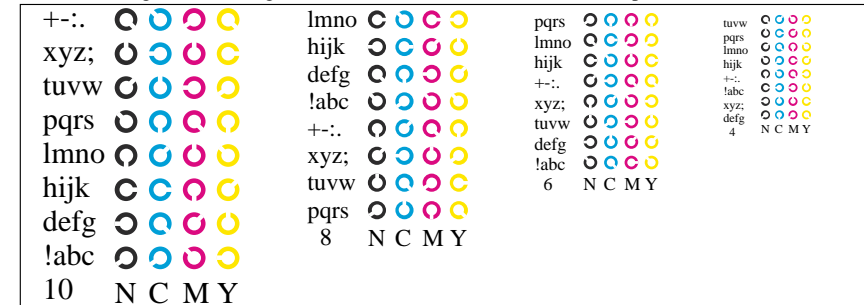 +-:.
xyz;
tuvw
pqrs
lmno
hijk
defg
!abc
10 N C M Y
lmno
hijk
defg
!abc
+-:.
xyz;
tuvw
pqrs
8 N C M Y
pqrs
lmno
hijk
+-:.
xyz;
tuvw
defg
!abc
6 N C M Y
tuvw
pqrs
lmno
hijk
+-:.
!abc
xyz;
defg
4 N C M Y